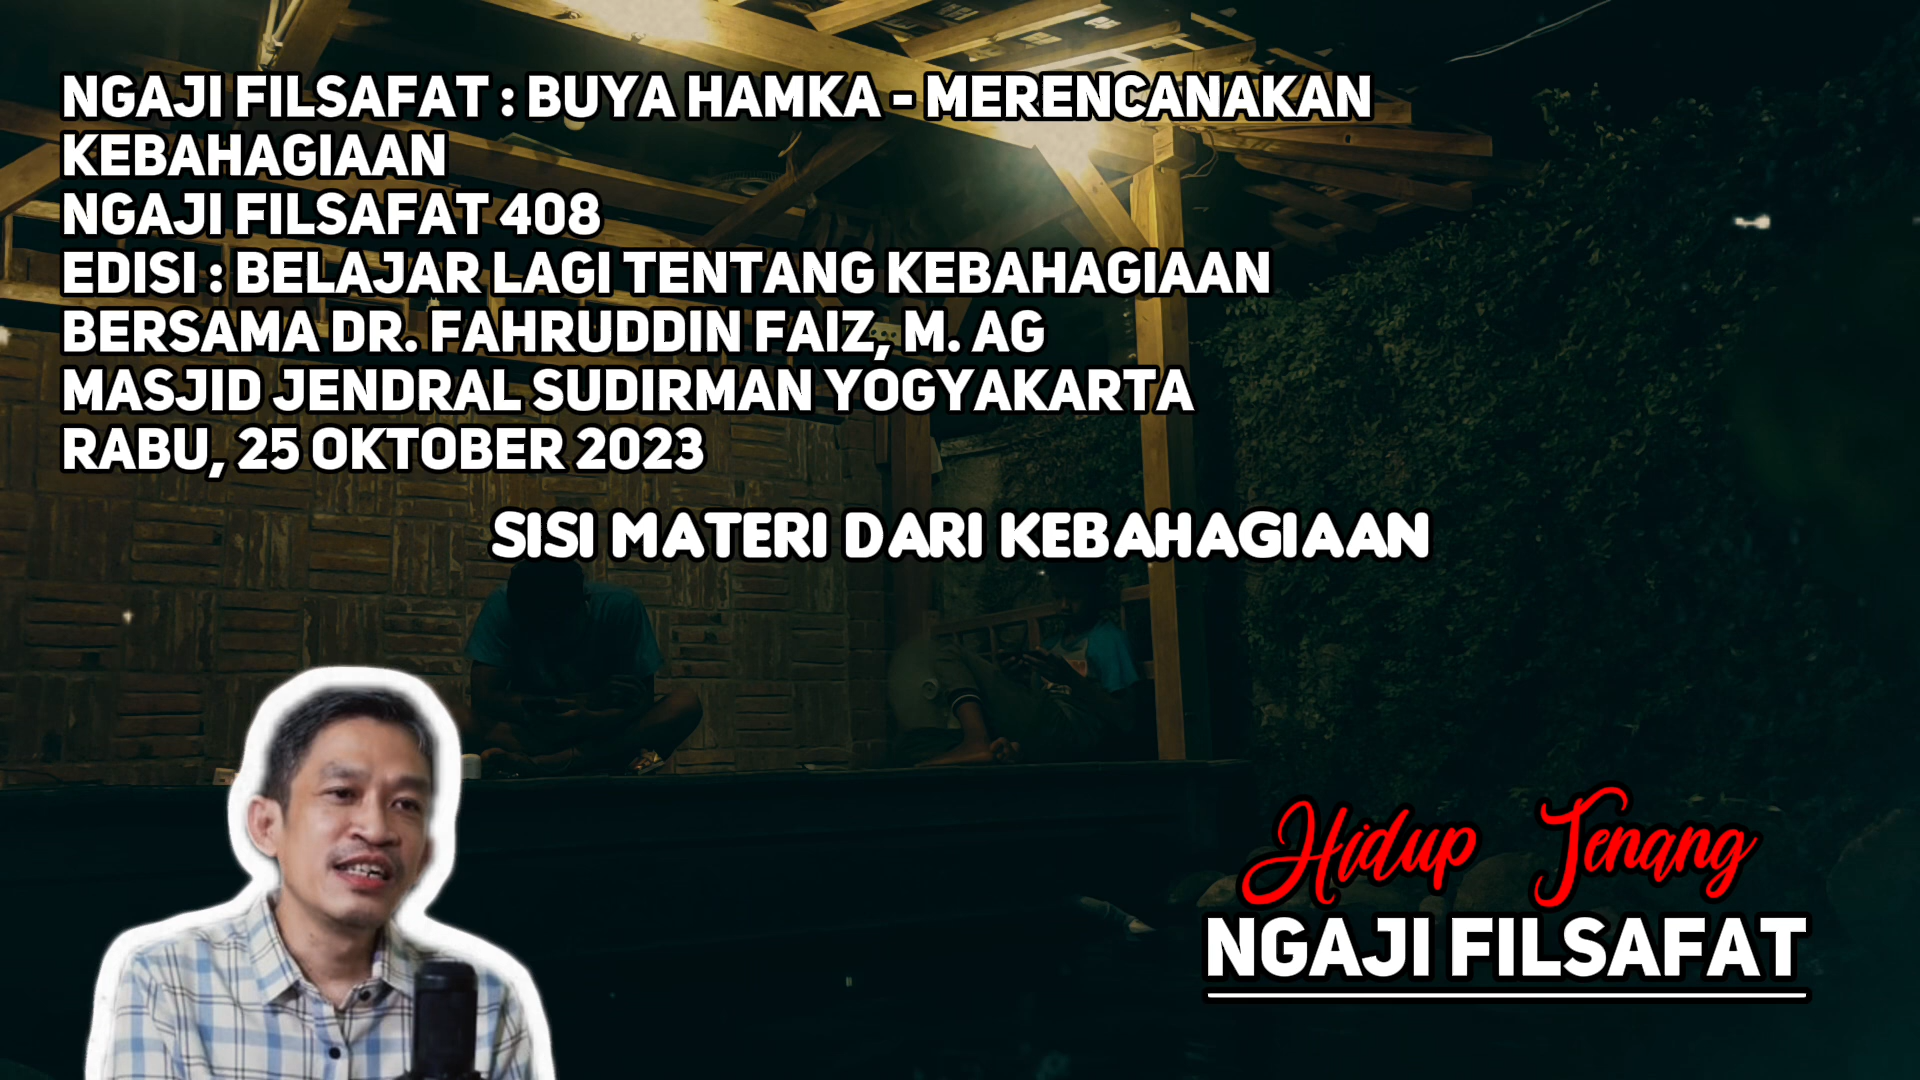 NGAJI FILSAFAT : BUYA HAMKA - MERENCANAKAN
KEBAHAGIAAN
NGAJI FILSAFAT 408
EDISI : BELAJAR LAGI TENTANG KEBAHAGIAAN
BERSAMA DR. FAHRUDDIN FAIZ, M. AG
MASJID JENDRAL SUDIRMAN YOGYAKARTA
RABU, 25 OKTOBER 2023
SISI MATERI DARI KEBAHAGIAAN
Hidup Tenang
NGAJI FILSAFAT